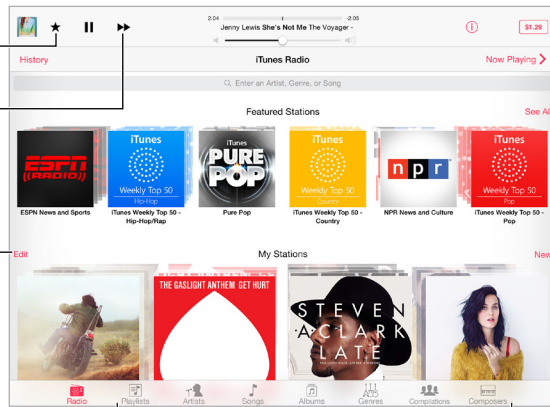 2:04
-2:05
Jenny Lewis She's Not Me The Voyager -
$1.29
History
iTunes Radio
Now Playing
Enter an Artist, Genre, or Song
Featured Stations
See Al
ESPN
((RADIO))
iTunes
Weekly Top 50
Hip-Hop
iTunes
PURE
POP
iTunes
Weekly Top 50
Country
n p r
iTunes
Weekly Top 50
Pop
ESPN News and Sports
iTunes Weekly Top 50 -
Hip-Hop/Rap
Pure Pop
iTunes Weekly Top 50 -
Country
NPR News and Culture
iTunes Weekly Top 50 -
Pop
Edit
My Stations
New
THE GASLIGHT ANTHEM GET HURT
STEVEN
A CLARK
LATE
Radio
Playlists
Artists
Songs
Albums
Genres
Compilations
Composers